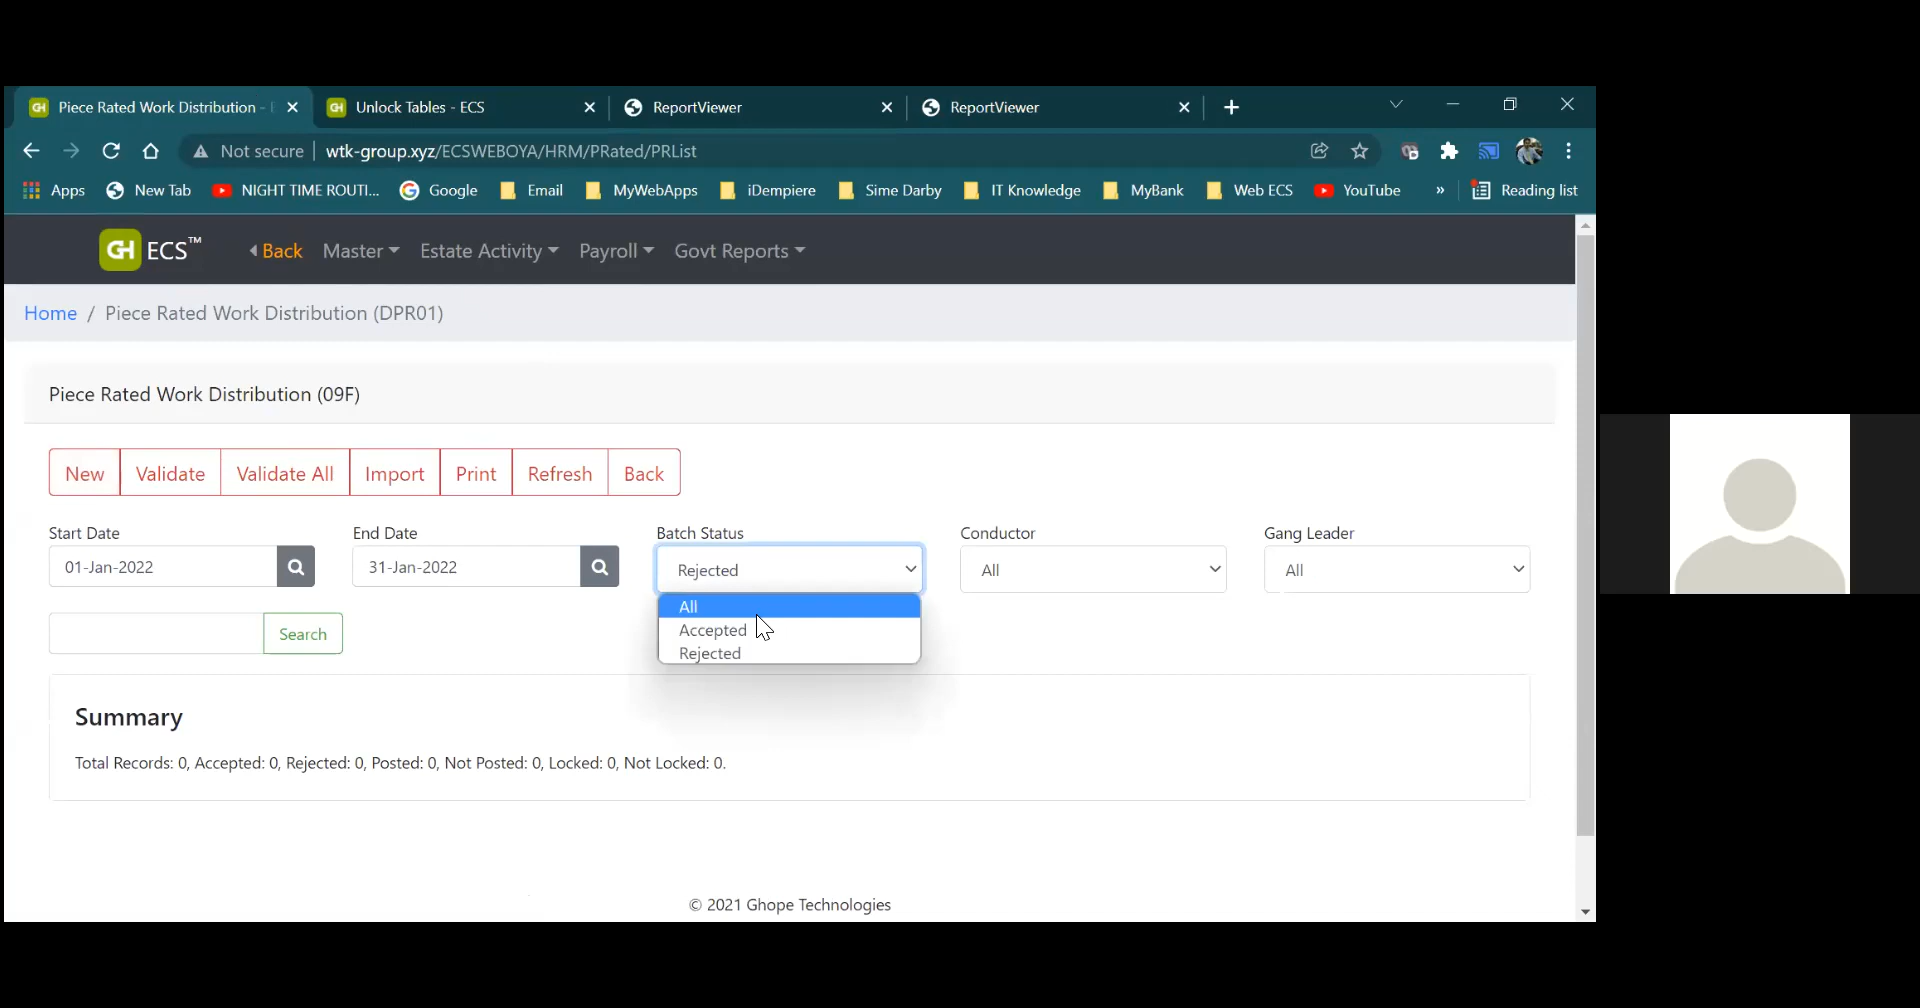 Piece Rated Work Distribution - E
Unlock Tables - ECS
ReportViewer
ReportViewer
Not secure wtk-group.xyz/ECSWEBOYA/HRM/PRated/PRList
Apps New Tab NIGHT TIME ROUTI... Google Email MyWebApps iDempiere Sime Darby IT Knowledge MyBank Web ECS YouTube » Reading list
GH ECS™ Back Master Estate Activity Payroll Govt Reports
Home / Piece Rated Work Distribution (DPR01)
Piece Rated Work Distribution (09F)
New Validate Validate All Import Print Refresh Back
Start Date End Date Batch Status Conductor Gang Leader
01-Jan-2022 31-Jan-2022 Rejected All All
All
Accepted
Rejected
Search
Summary
Total Records: 0, Accepted: 0, Rejected: 0, Posted: 0, Not Posted: 0, Locked: 0, Not Locked: 0.
© 2021 Ghope Technologies